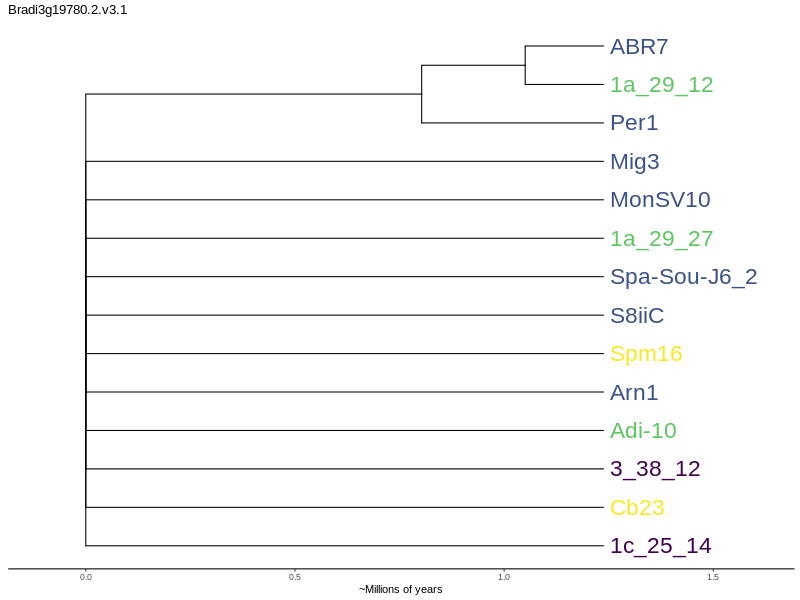 Bradi3g19780.2.v3.1
ABR7
1a_29_12
Per1
Mig3
MonSV10
1a_29_27
Spa-Sou-J6_2
S8iiC
Spm16
Arn1
Adi-10
3_38_12
Cb23
1c_25_14
0.0 0.5 1.0 1.5
~Millions of years